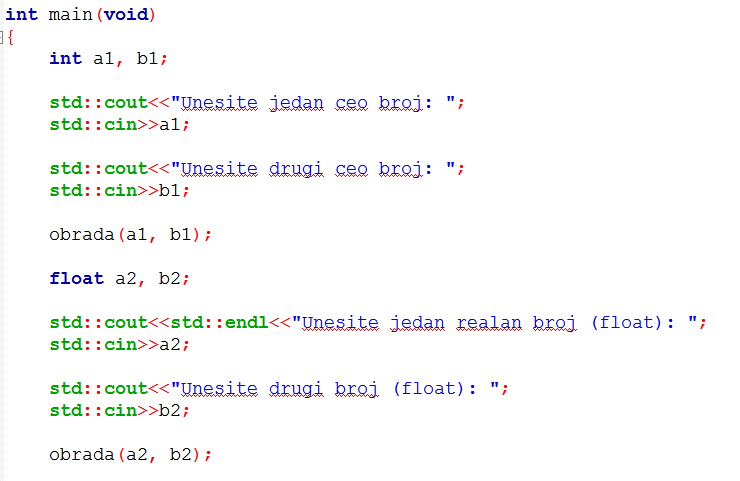 int main(void)
{
int a1, b1;
std::cout<<"Unesite jedan ceo broj: ";
std::cin>>a1;
std::cout<<"Unesite drugi ceo broj: ";
std::cin>>b1;
obrada(a1, b1);
float a2, b2;
std::cout<<std::endl<<"Unesite jedan realan broj (float): ";
std::cin>>a2;
std::cout<<"Unesite drugi broj (float): ";
std::cin>>b2;
obrada(a2, b2);